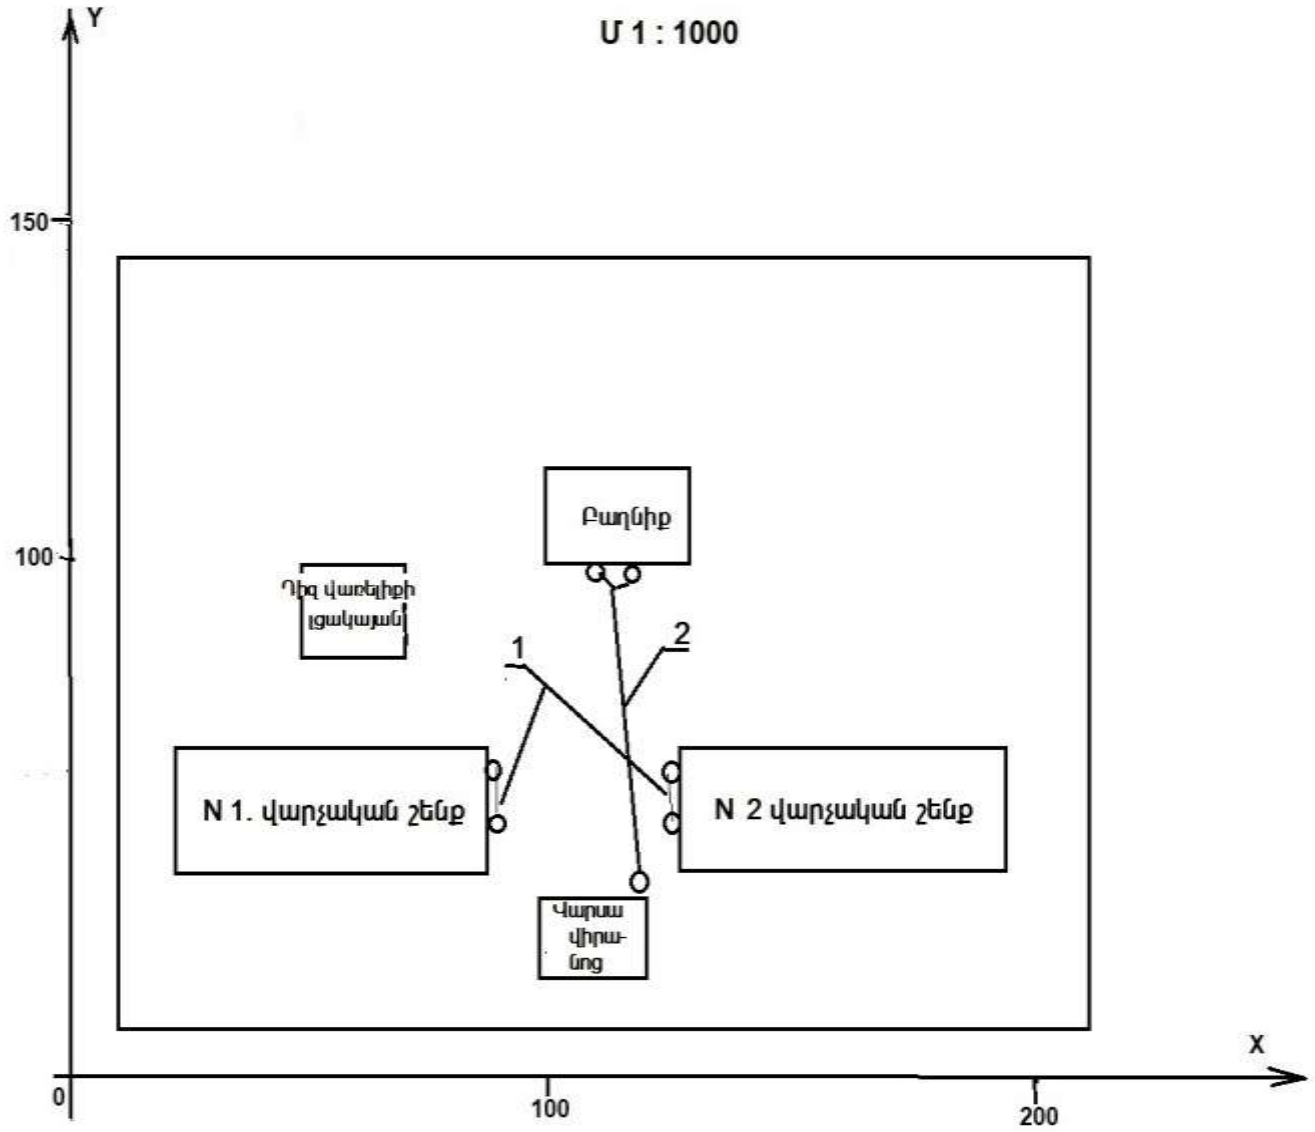 Y
Մ 1 : 1000
150
Բաղնիք
100
Դիզ վառելիքի
լցակայան
1
2
N 1. վարչական շենք
N 2 վարչական շենք
Վարսա
վիրա-
նոց
X
0
100
200